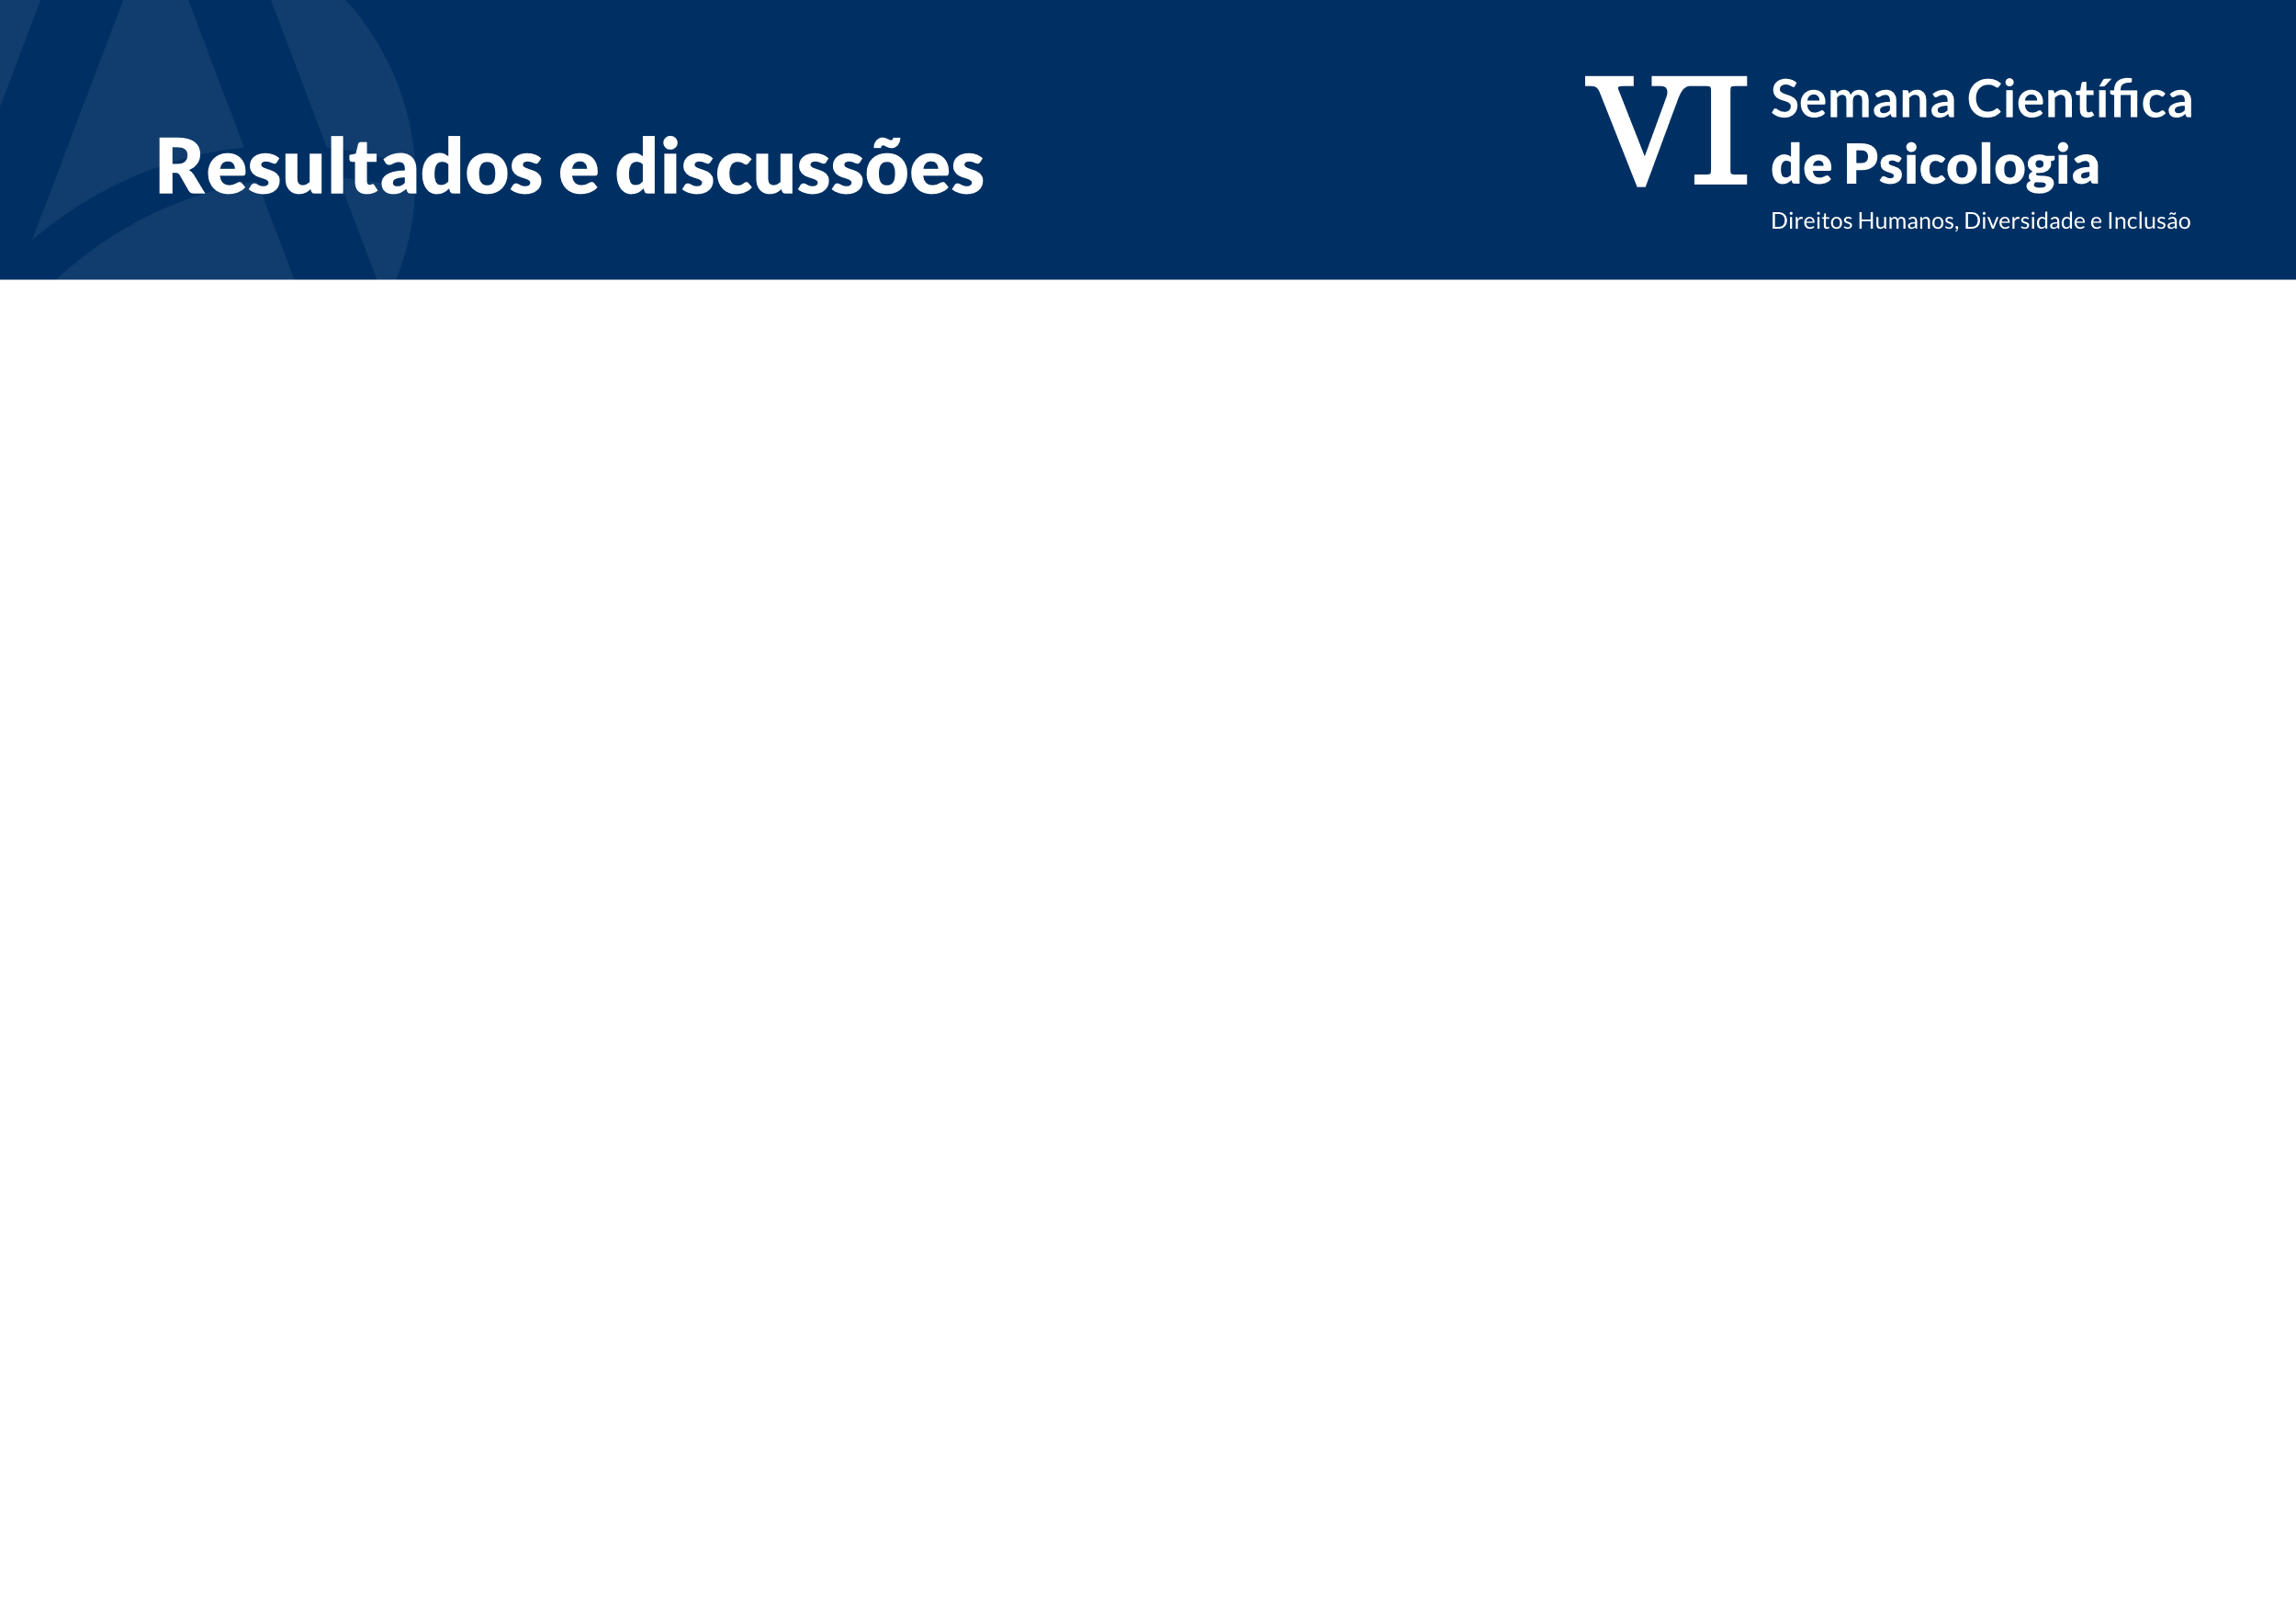 Resultados e discussões
VI
Semana Científica
de Psicologia
Direitos Humanos, Diversidade e Inclusão